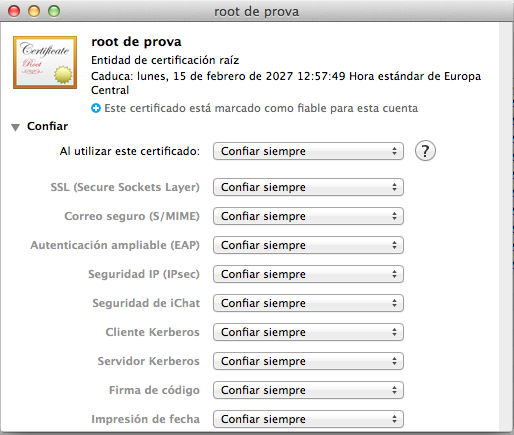 root de prova
Certificate
Root
root de prova
Entidad de certificación raíz
Caduca: lunes, 15 de febrero de 2027 12:57:49 Hora estándar de Europa
Central
Este certificado está marcado como fiable para esta cuenta
Confiar
Al utilizar este certificado: Confiar siempre ?
SSL (Secure Sockets Layer) Confiar siempre
Correo seguro (S/MIME) Confiar siempre
Autenticación ampliable (EAP) Confiar siempre
Seguridad IP (IPsec) Confiar siempre
Seguridad de iChat Confiar siempre
Cliente Kerberos Confiar siempre
Servidor Kerberos Confiar siempre
Firma de código Confiar siempre
Impresión de fecha Confiar siempre